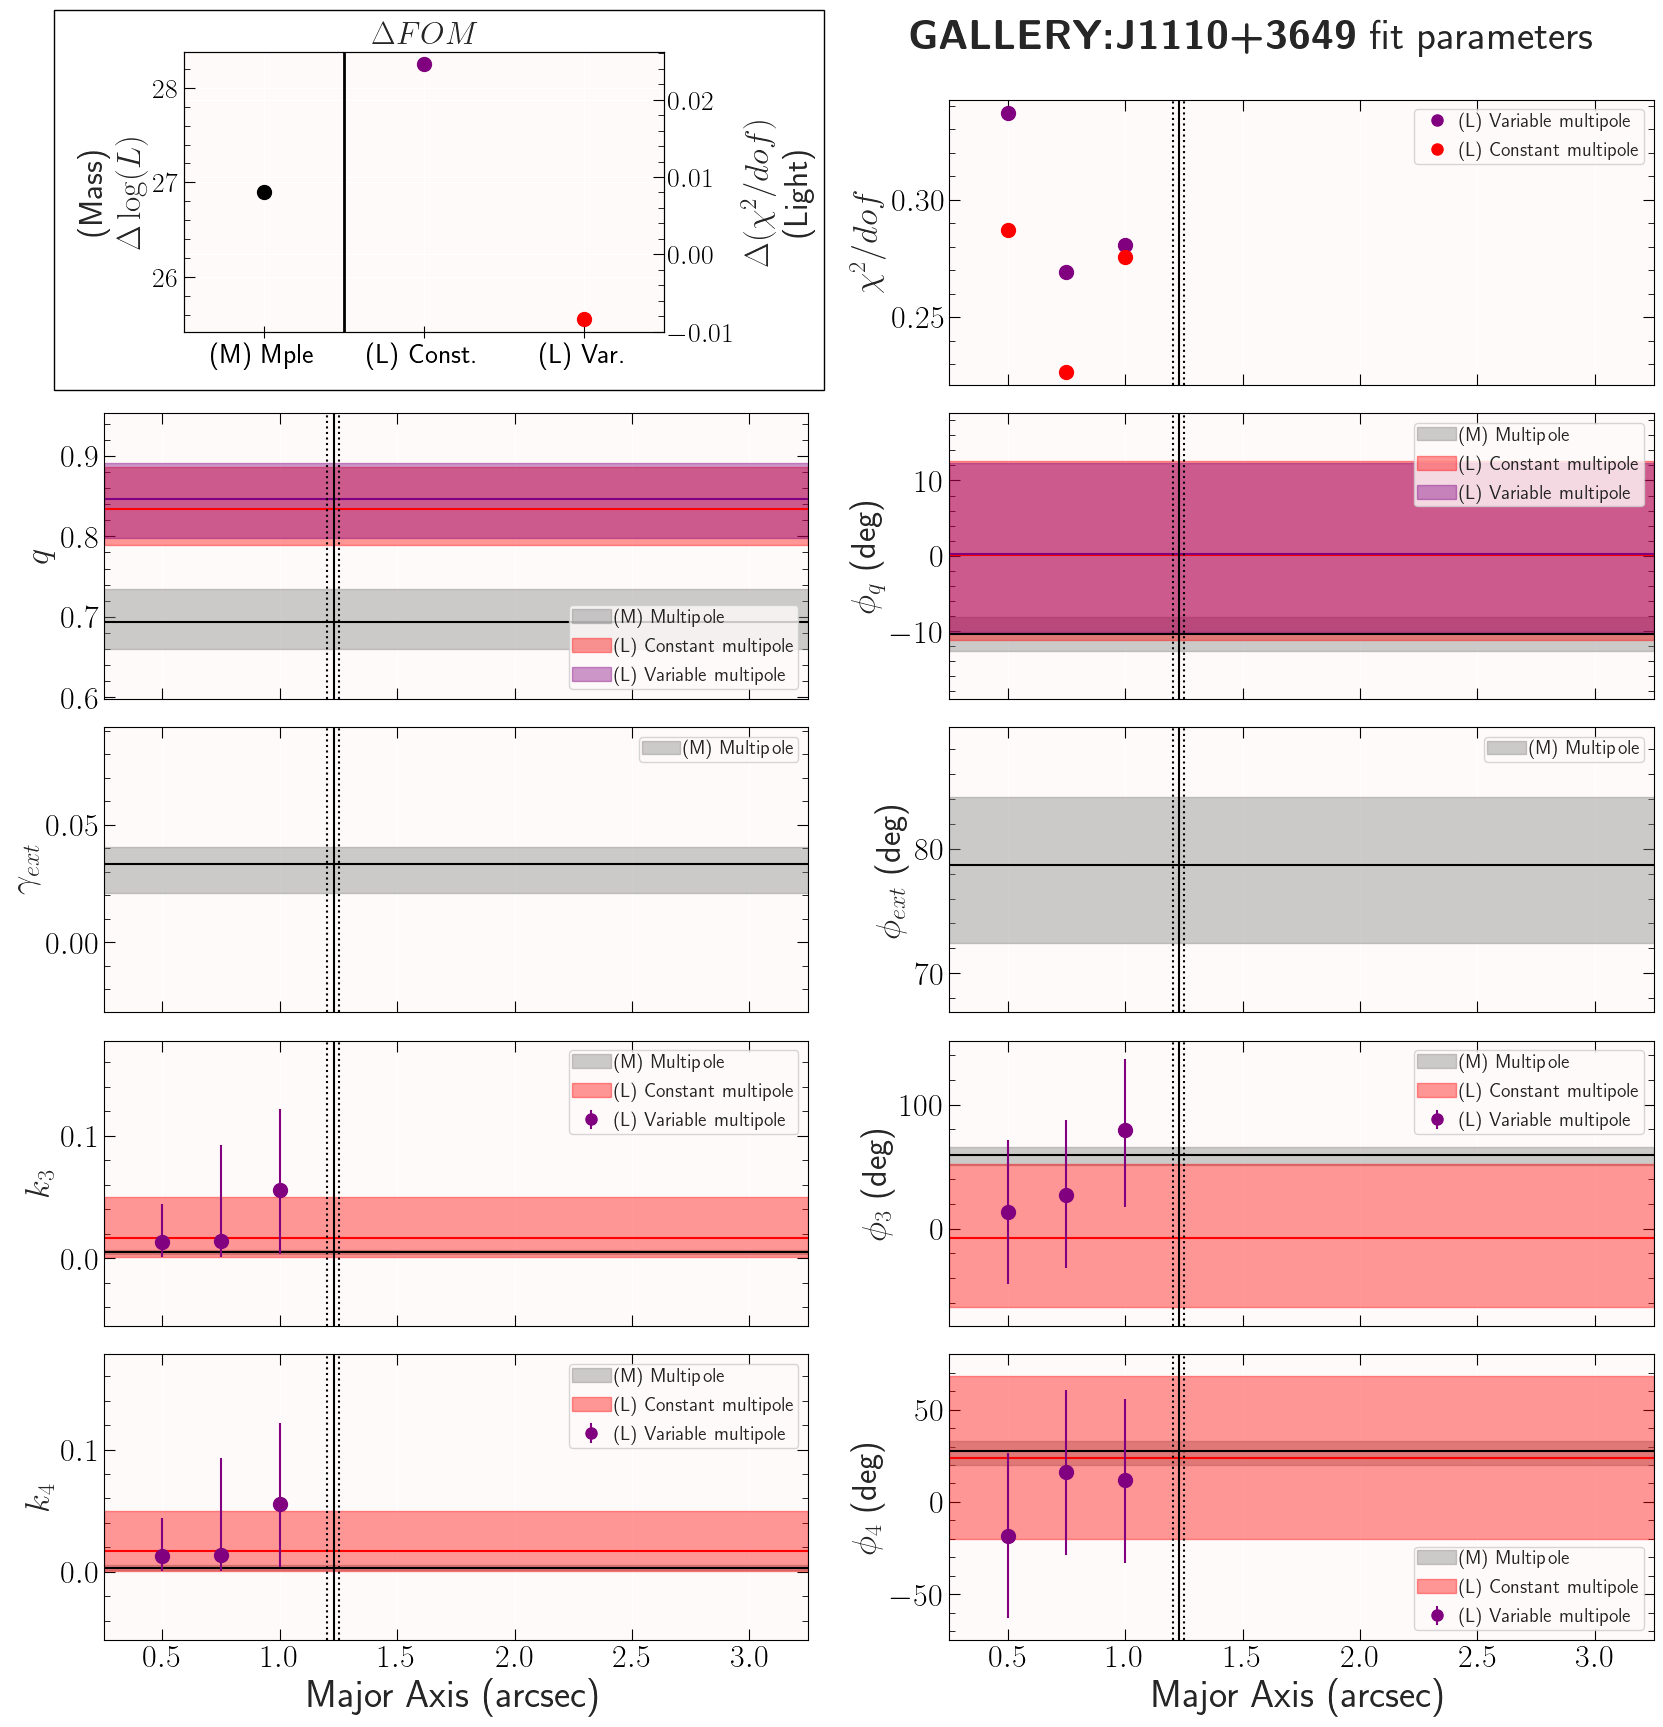 ΔFOM
GALLERY:J1110+3649 fit parameters
(Mass)
Δ log(L)
28
27
26
0.02
0.01
0.00
−0.01
Δ(χ²/dof)
(Light)
(M) Mple
(L) Const.
(L) Var.
χ²/dof
0.30
0.25
(L) Variable multipole
(L) Constant multipole
q
0.9
0.8
0.7
0.6
(M) Multipole
(L) Constant multipole
(L) Variable multipole
ϕq (deg)
10
0
−10
(M) Multipole
(L) Constant multipole
(L) Variable multipole
γext
0.05
0.00
(M) Multipole
ϕext (deg)
80
70
(M) Multipole
k3
0.1
0.0
(M) Multipole
(L) Constant multipole
(L) Variable multipole
ϕ3 (deg)
100
0
(M) Multipole
(L) Constant multipole
(L) Variable multipole
k4
0.1
0.0
(M) Multipole
(L) Constant multipole
(L) Variable multipole
0.5 1.0 1.5 2.0 2.5 3.0
Major Axis (arcsec)
ϕ4 (deg)
50
0
−50
(M) Multipole
(L) Constant multipole
(L) Variable multipole
0.5 1.0 1.5 2.0 2.5 3.0
Major Axis (arcsec)